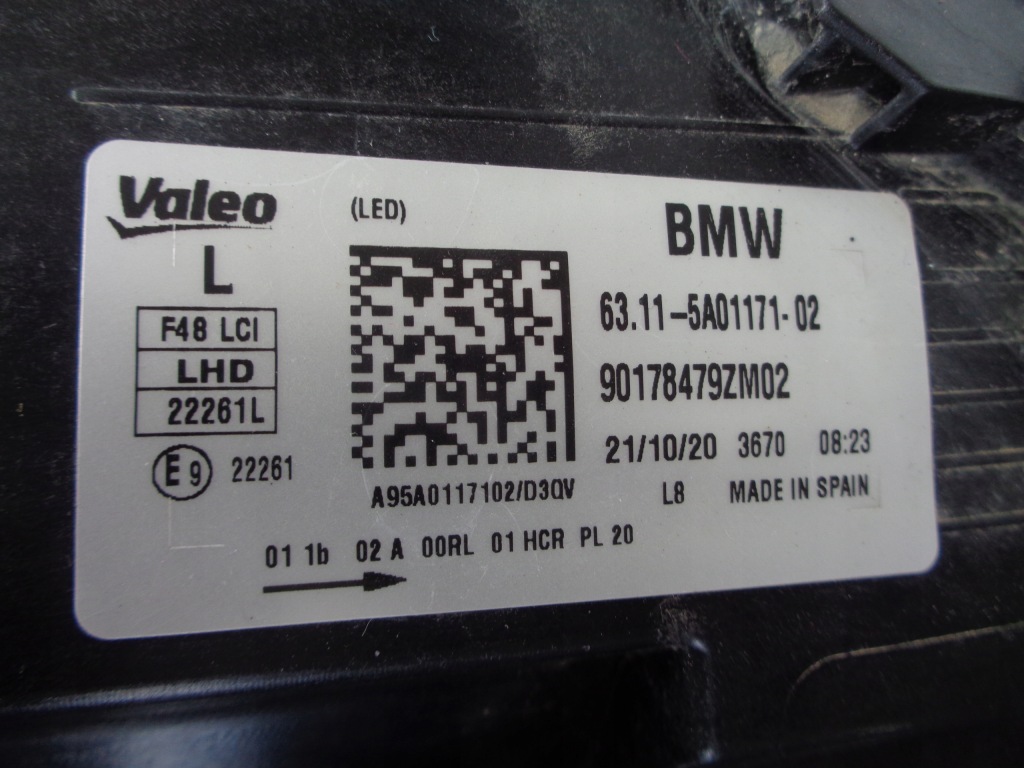 Valeo
(LED)
BMW
L
F48 LCI
LHD
22261L
63.11-5A01171-02
90178479ZM02
21/10/20 3670 08:23
E9 22261
A95A0117102/D3QV
L8 MADE IN SPAIN
01 1b 02 A 00RL 01 HCR PL 20